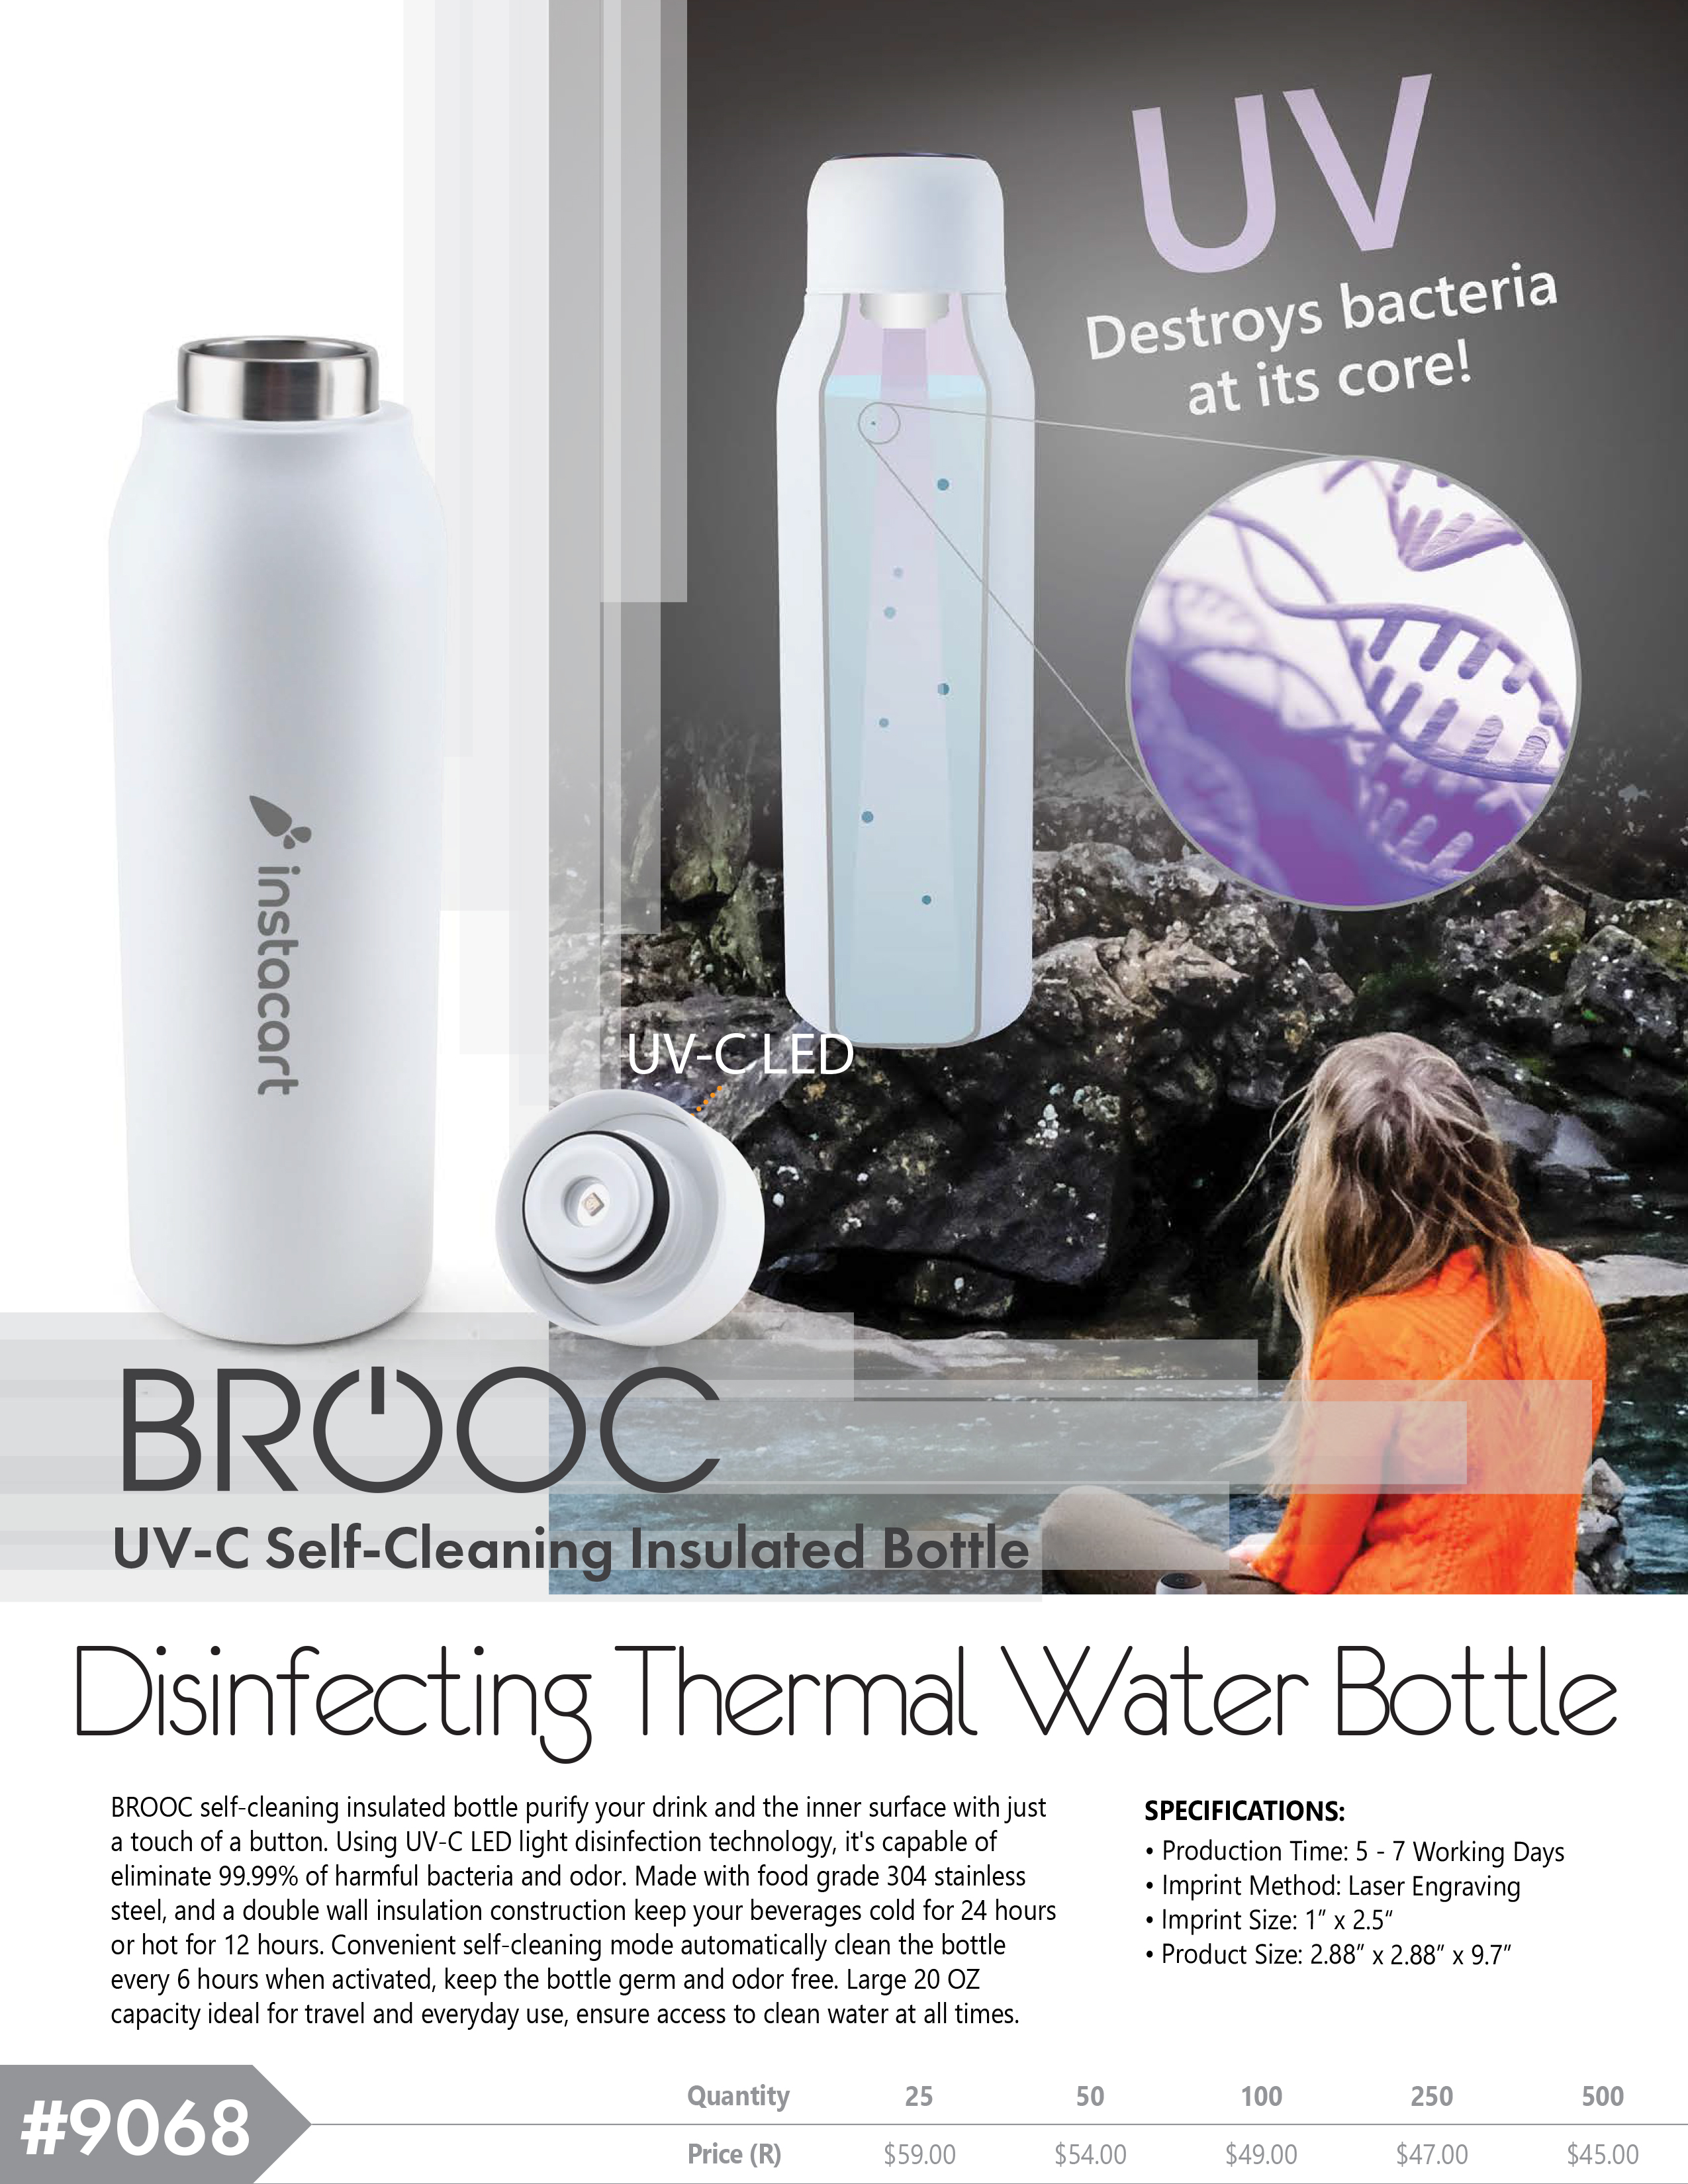 UV
Destroys bacteria
at its core!
instacart
UV-C LED
BROOC
UV-C Self-Cleaning Insulated Bottle
Disinfecting Thermal Water Bottle
BROOC self-cleaning insulated bottle purify your drink and the inner surface with just
a touch of a button. Using UV-C LED light disinfection technology, it's capable of
eliminate 99.99% of harmful bacteria and odor. Made with food grade 304 stainless
steel, and a double wall insulation construction keep your beverages cold for 24 hours
or hot for 12 hours. Convenient self-cleaning mode automatically clean the bottle
every 6 hours when activated, keep the bottle germ and odor free. Large 20 OZ
capacity ideal for travel and everyday use, ensure access to clean water at all times.
SPECIFICATIONS:
• Production Time: 5 - 7 Working Days
• Imprint Method: Laser Engraving
• Imprint Size: 1” x 2.5“
• Product Size: 2.88” x 2.88” x 9.7”
#9068
Quantity 25 50 100 250 500
Price (R) $59.00 $54.00 $49.00 $47.00 $45.00